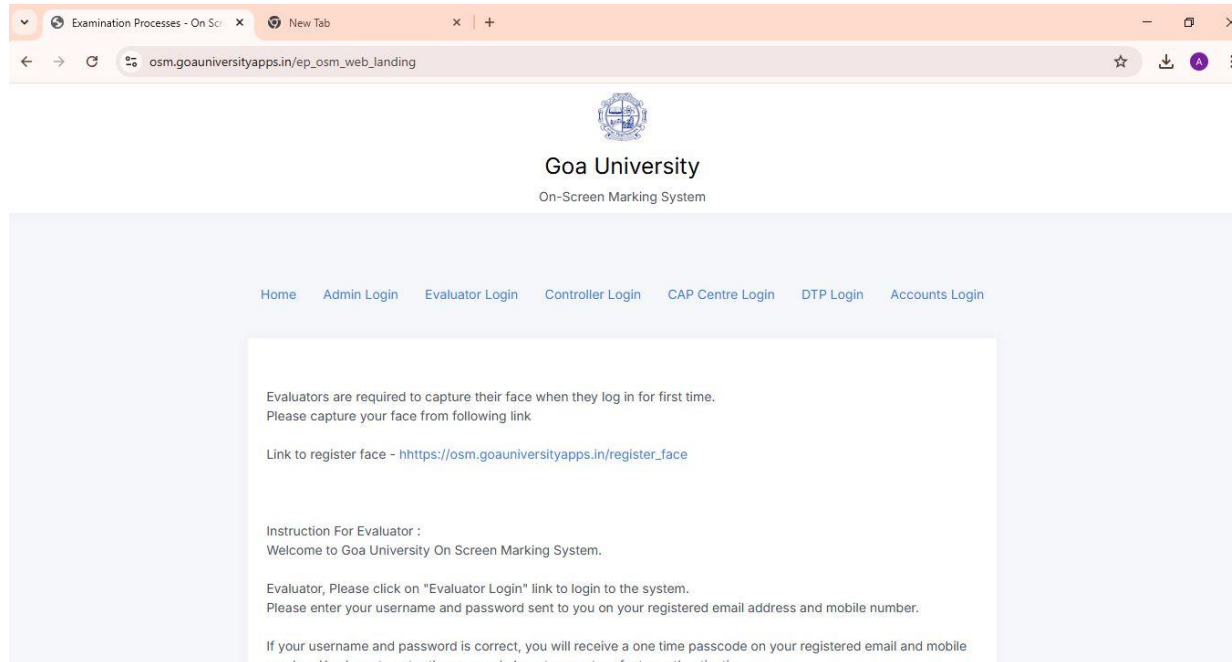 Examination Processes - On Scr
New Tab
osm.goauniversityapps.in/ep_osm_web_landing
A
Goa University
On-Screen Marking System
Home Admin Login Evaluator Login Controller Login CAP Centre Login DTP Login Accounts Login
Evaluators are required to capture their face when they log in for first time.
Please capture your face from following link
Link to register face - hhttps://osm.goauniversityapps.in/register_face
Instruction For Evaluator :
Welcome to Goa University On Screen Marking System.
Evaluator, Please click on "Evaluator Login" link to login to the system.
Please enter your username and password sent to you on your registered email address and mobile number.
If your username and password is correct, you will receive a one time passcode on your registered email and mobile